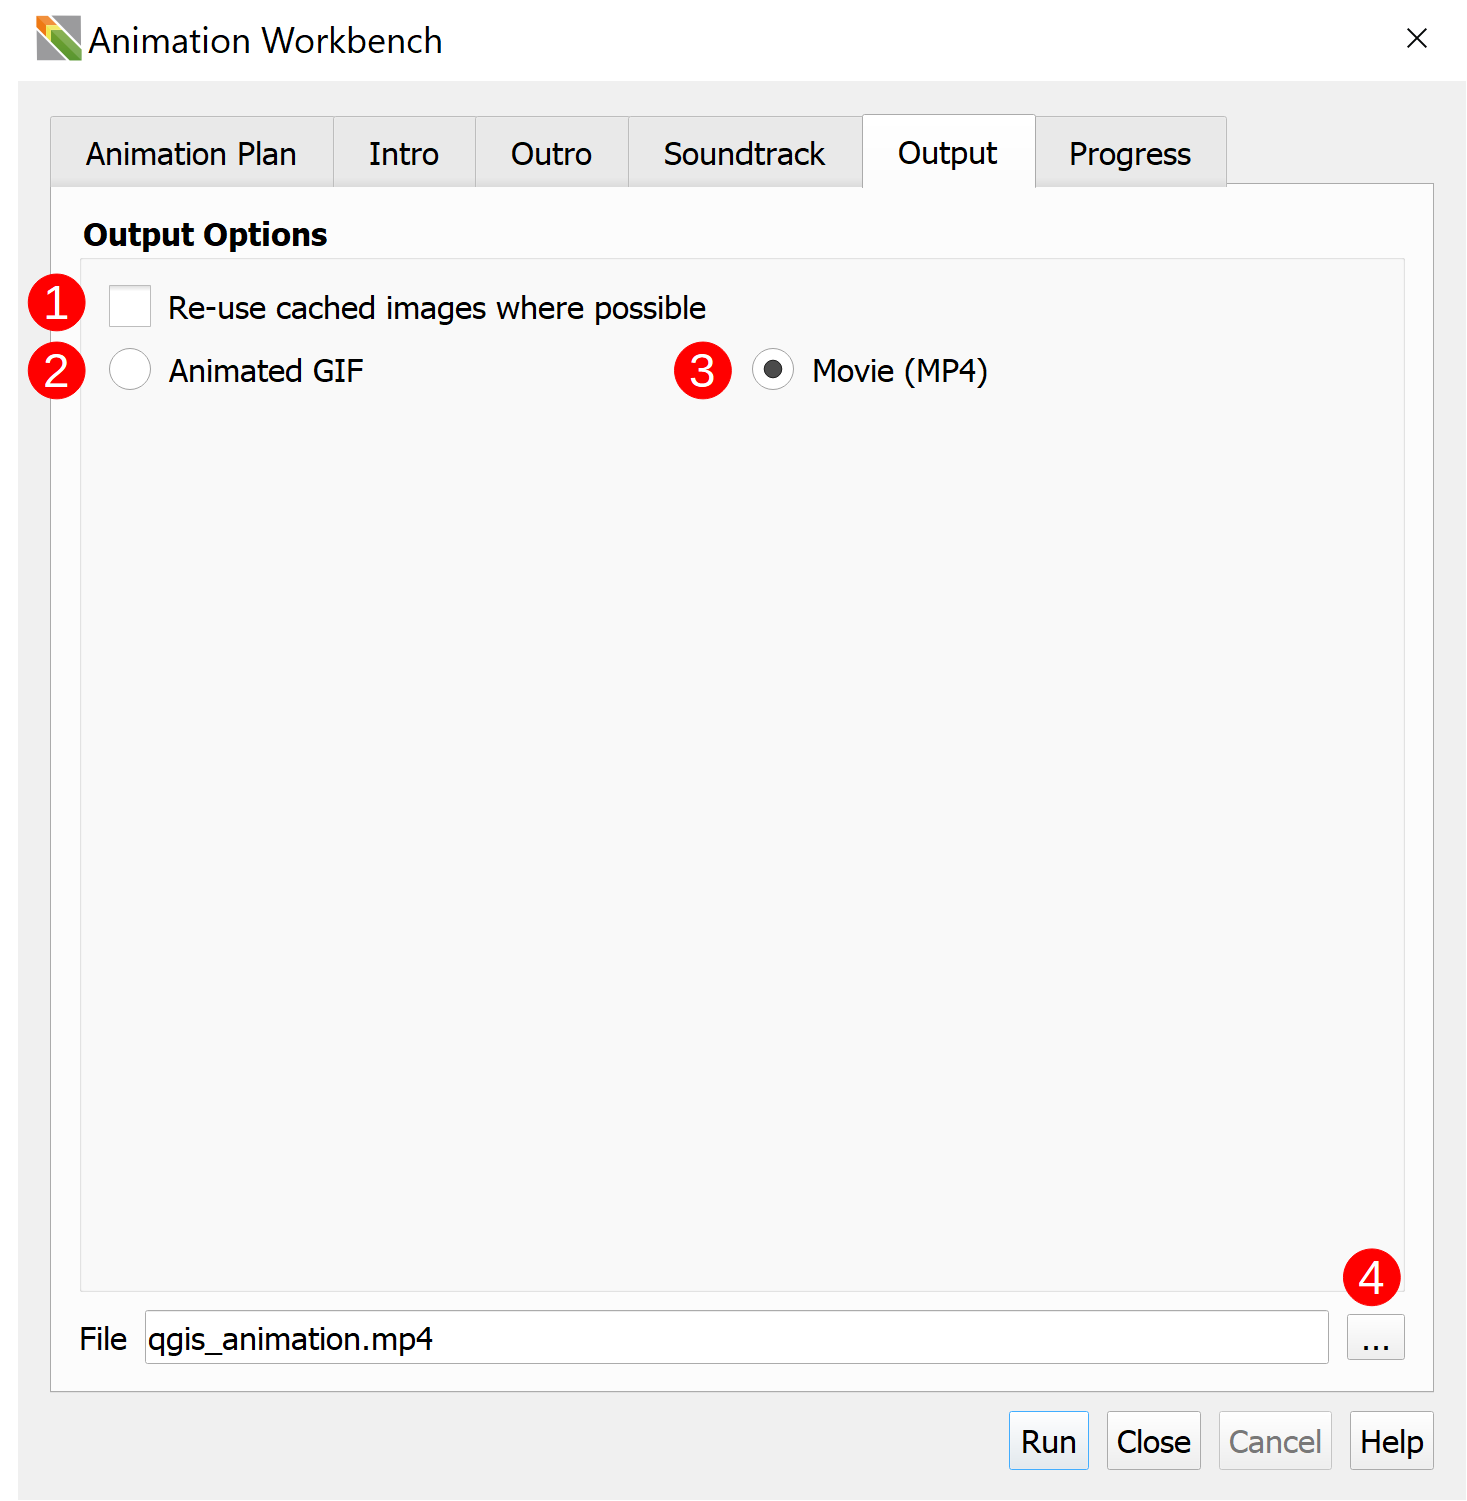 Animation Workbench
Animation Plan Intro Outro Soundtrack Output Progress
Output Options
1 Re-use cached images where possible
2 Animated GIF 3 Movie (MP4)
4
File qgis_animation.mp4 ...
Run Close Cancel Help